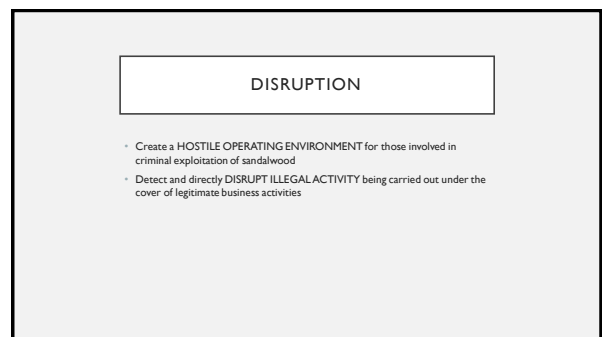 DISRUPTION
• Create a HOSTILE OPERATING ENVIRONMENT for those involved in
criminal exploitation of sandalwood
• Detect and directly DISRUPT ILLEGAL ACTIVITY being carried out under the
cover of legitimate business activities